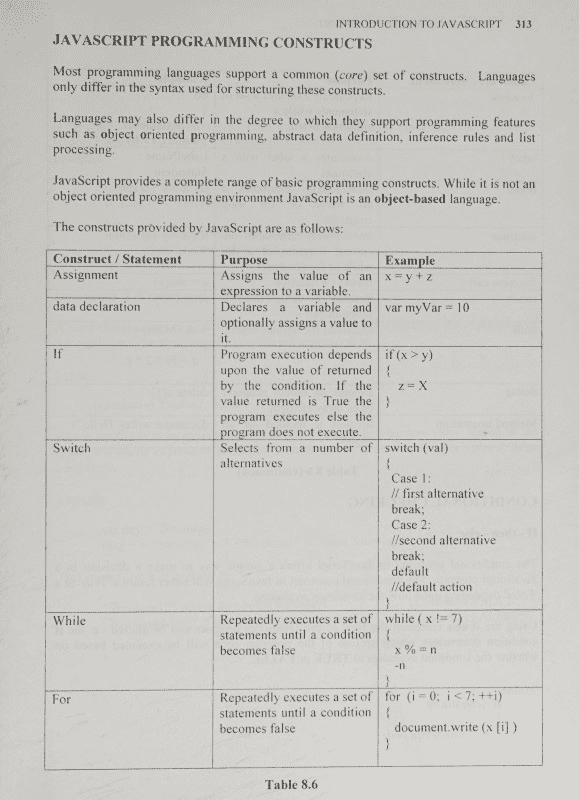 INTRODUCTION TO JAVASCRIPT 313
JAVASCRIPT PROGRAMMING CONSTRUCTS
Most programming languages support a common (core) set of constructs. Languages
only differ in the syntax used for structuring these constructs.
Languages may also differ in the degree to which they support programming features
such as object oriented programming, abstract data definition, inference rules and list
processing.
JavaScript provides a complete range of basic programming constructs. While it is not an
object oriented programming environment JavaScript is an object-based language.
The constructs provided by JavaScript are as follows:
Construct / Statement Purpose Example
Assignment Assigns the value of an x = y + z
expression to a variable.
data declaration Declares a variable and var myVar = 10
optionally assigns a value to
it.
If Program execution depends if (x > y)
upon the value of returned {
by the condition. If the z = X
value returned is True the }
program executes else the
program does not execute.
Switch Selects from a number of switch (val)
alternatives {
Case 1:
// first alternative
break;
Case 2:
//second alternative
break;
default
//default action
}
While Repeatedly executes a set of while ( x != 7)
statements until a condition {
becomes false x % = n
-n
}
For Repeatedly executes a set of for (i = 0; i < 7; ++i)
statements until a condition {
becomes false document.write (x [i] )
}
Table 8.6